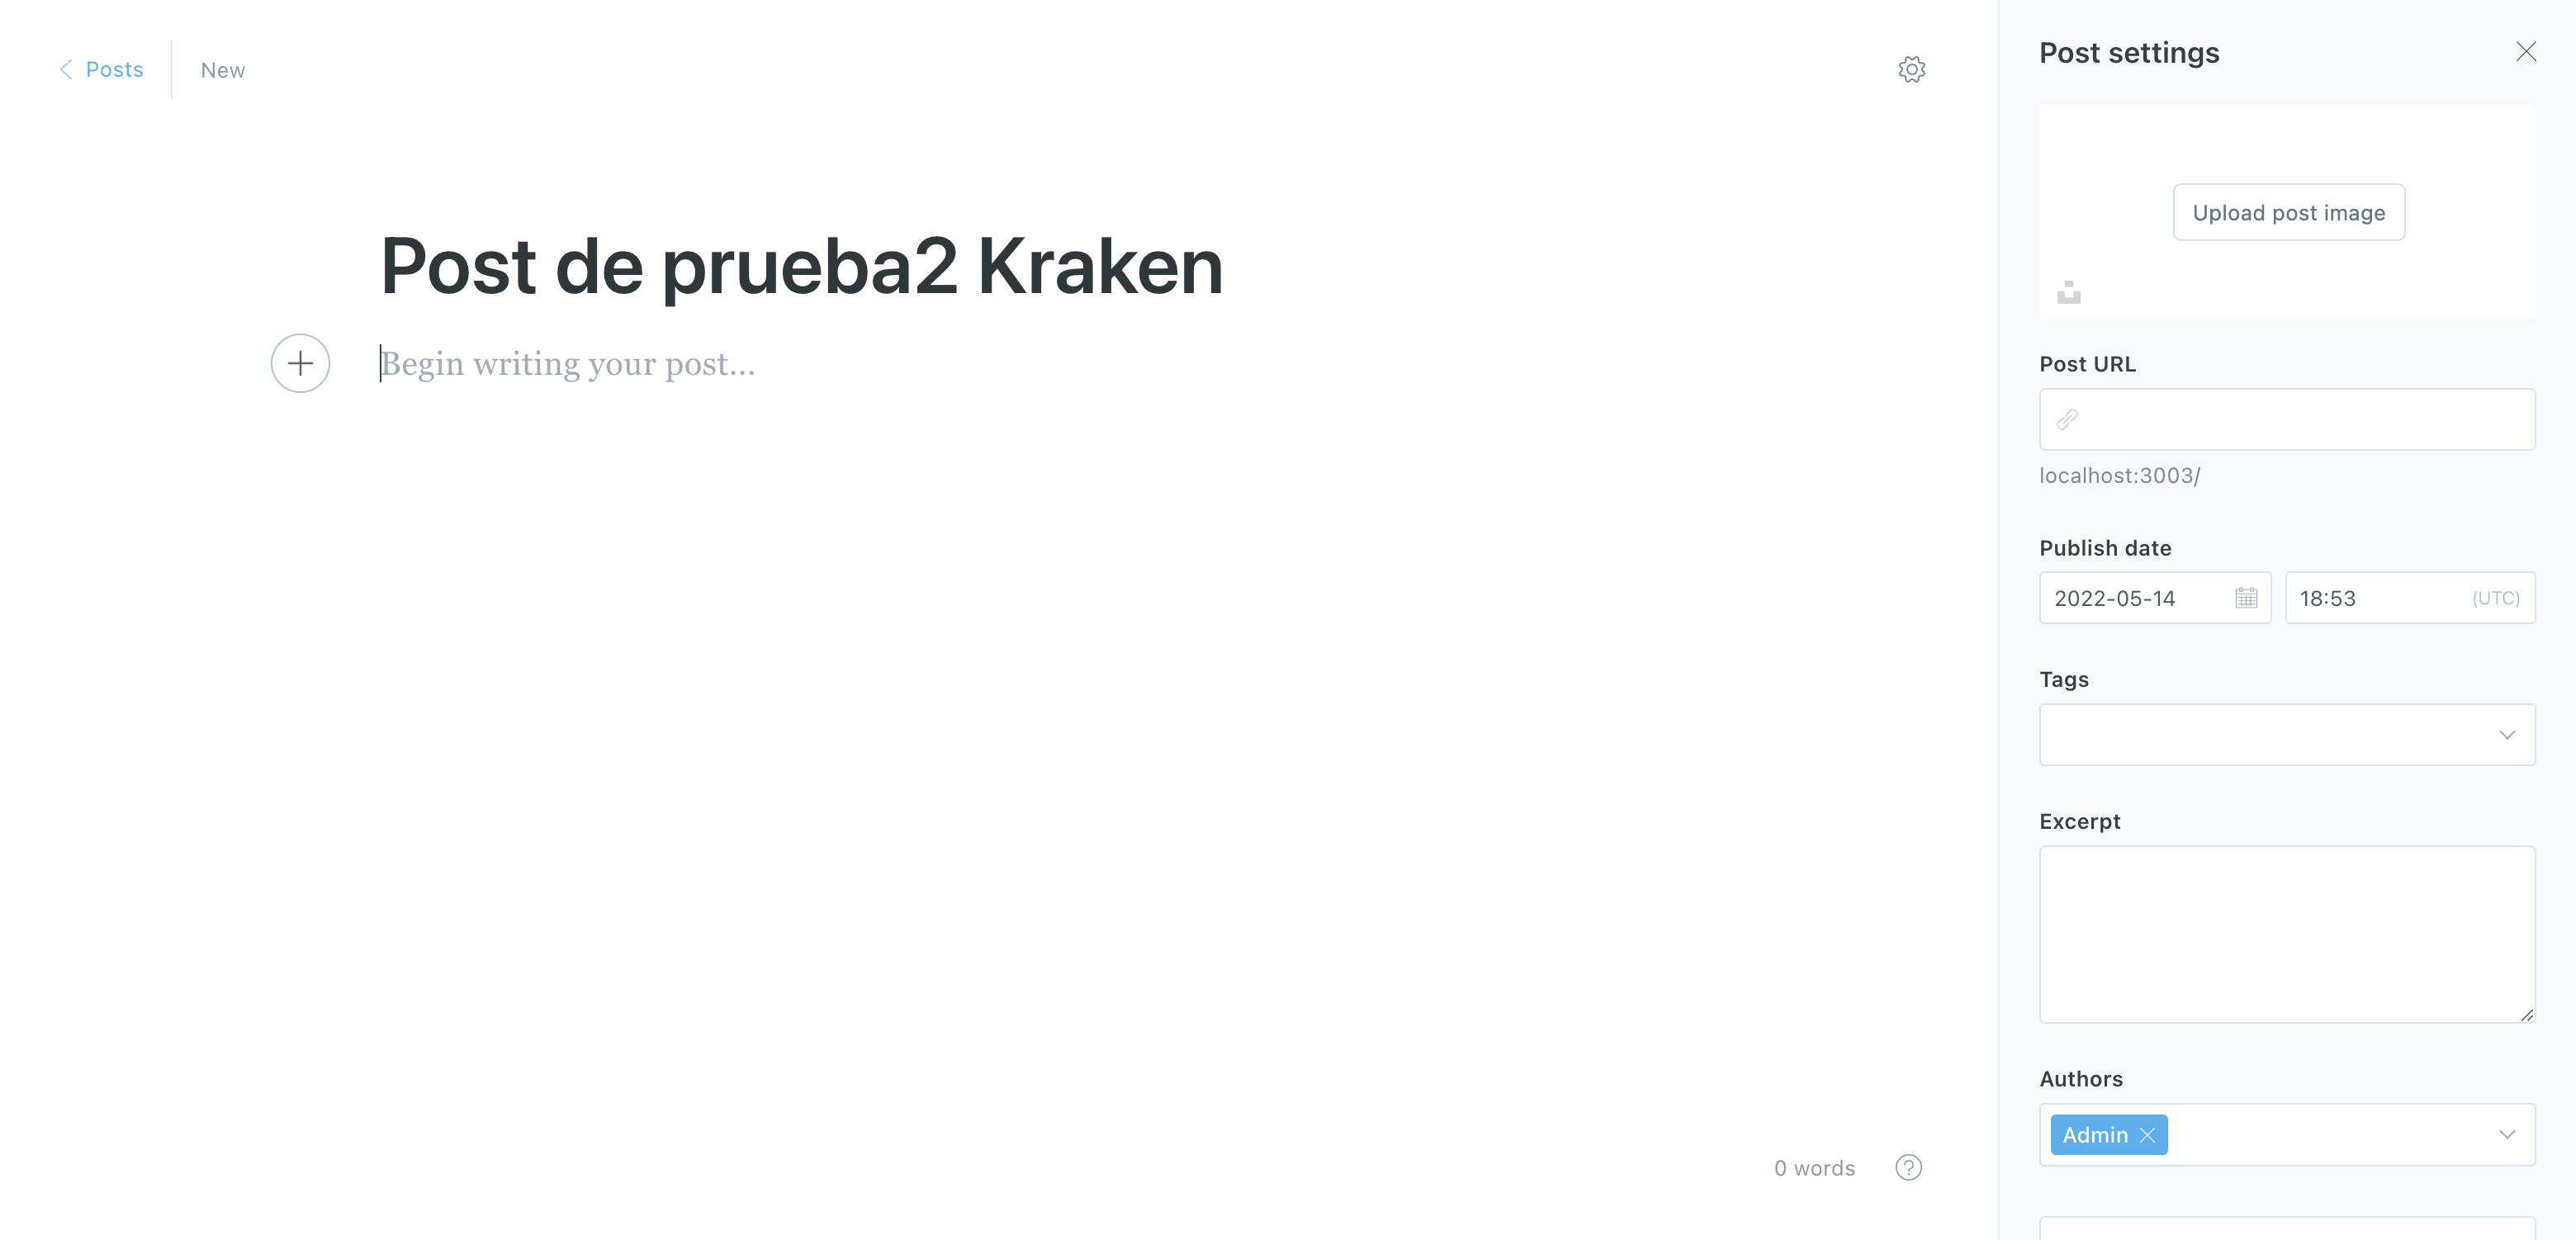 Posts
New
Post de prueba2 Kraken
Begin writing your post...
0 words
?
Post settings
Upload post image
Post URL
localhost:3003/
Publish date
2022-05-14
18:53 (UTC)
Tags
Excerpt
Authors
Admin